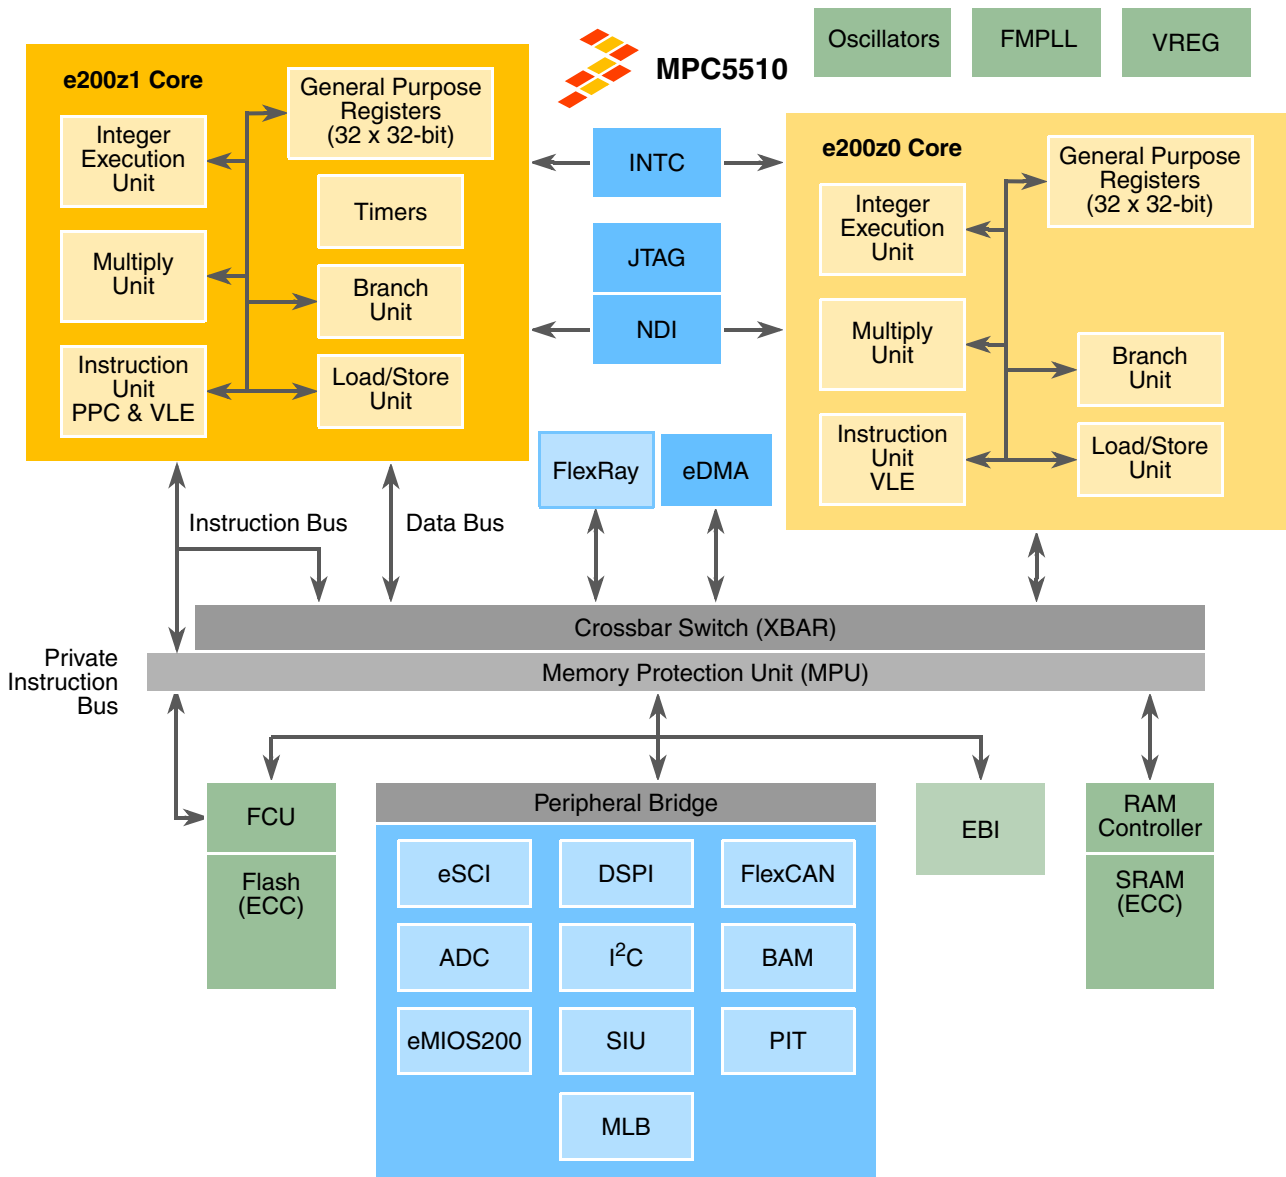 MPC5510
Oscillators
FMPLL
VREG
e200z1 Core
General Purpose
Registers
(32 x 32-bit)
Integer
Execution
Unit
Timers
Multiply
Unit
Branch
Unit
Instruction
Unit
PPC & VLE
Load/Store
Unit
INTC
JTAG
NDI
e200z0 Core
General Purpose
Registers
(32 x 32-bit)
Integer
Execution
Unit
Multiply
Unit
Branch
Unit
Instruction
Unit
VLE
Load/Store
Unit
FlexRay
eDMA
Instruction Bus
Data Bus
Crossbar Switch (XBAR)
Memory Protection Unit (MPU)
Private
Instruction
Bus
FCU
Flash
(ECC)
Peripheral Bridge
eSCI
DSPI
FlexCAN
ADC
I²C
BAM
eMIOS200
SIU
PIT
MLB
EBI
RAM
Controller
SRAM
(ECC)